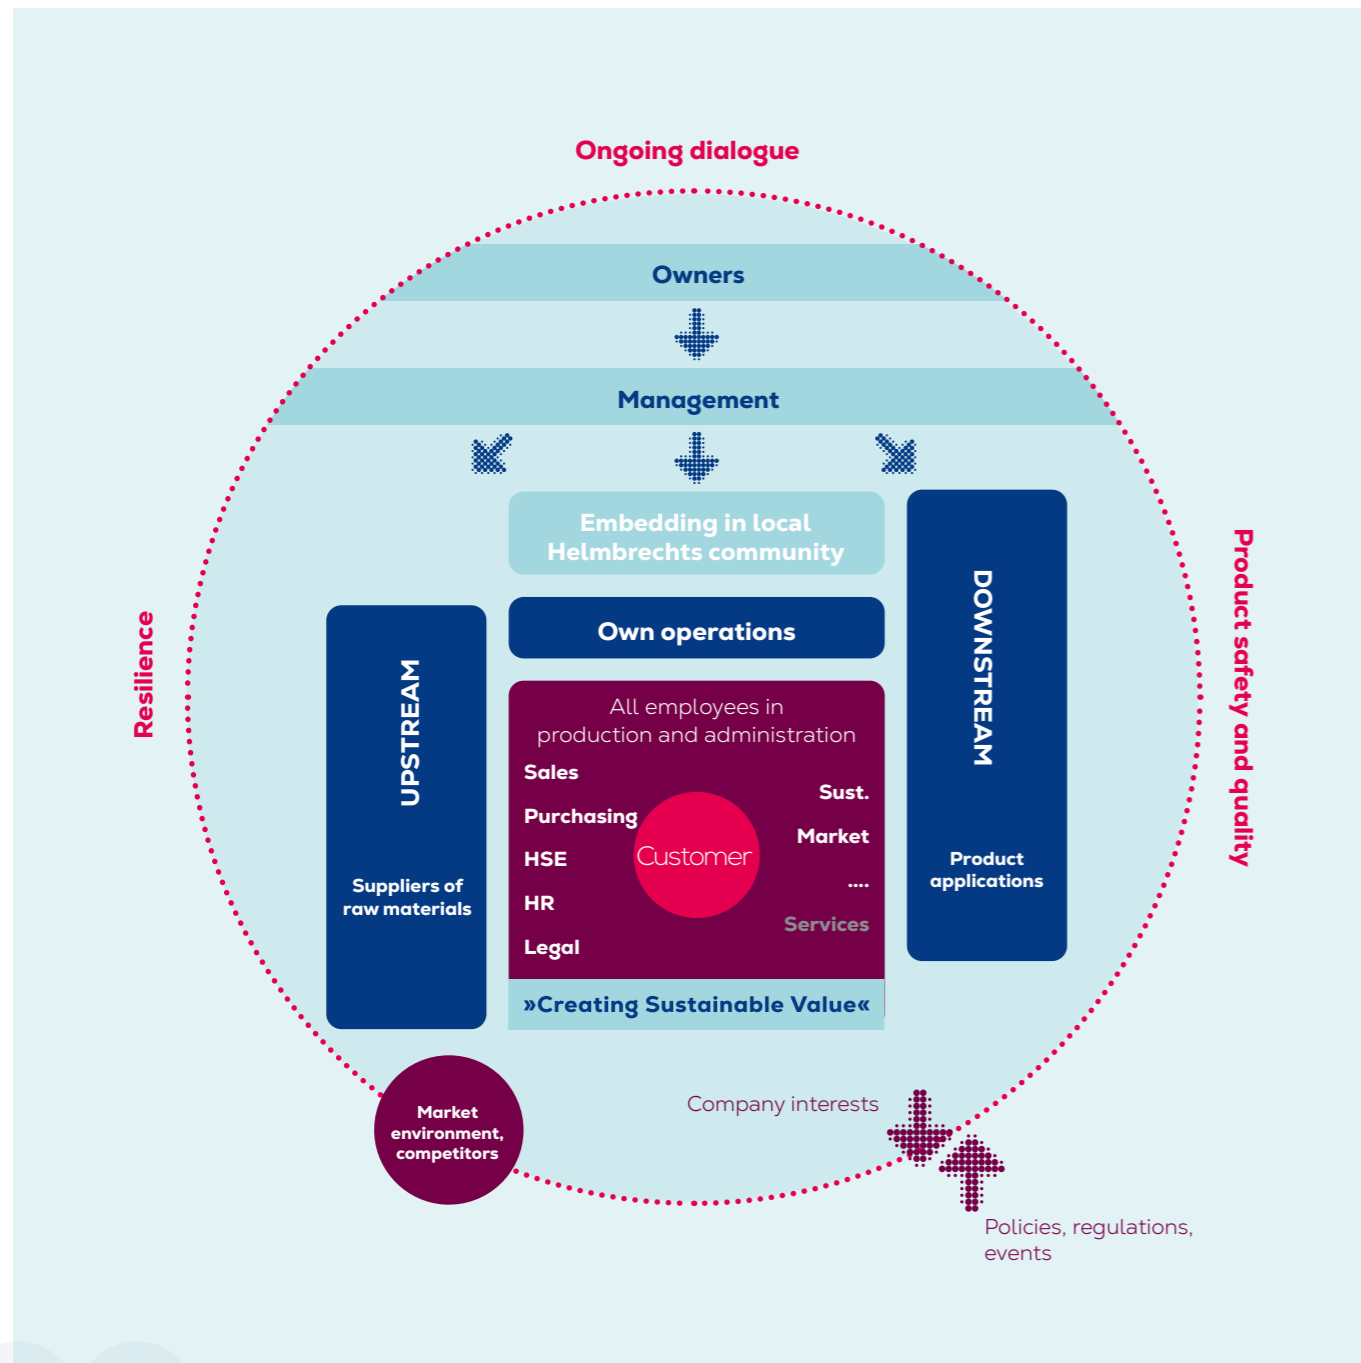 Ongoing dialogue
Owners
Management
Embedding in local
Helmbrechts community
Own operations
Resilience
UPSTREAM
Suppliers of
raw materials
All employees in
production and administration
Sales
Purchasing
HSE
HR
Legal
Customer
Sust.
Market
....
Services
»Creating Sustainable Value«
DOWNSTREAM
Product
applications
Product safety and quality
Market
environment,
competitors
Company interests
Policies, regulations,
events